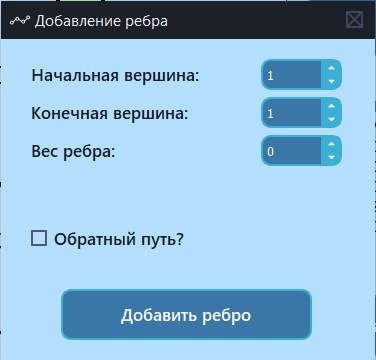 Добавление ребра
Начальная вершина: 1
Конечная вершина: 1
Вес ребра: 0
Обратный путь?
Добавить ребро